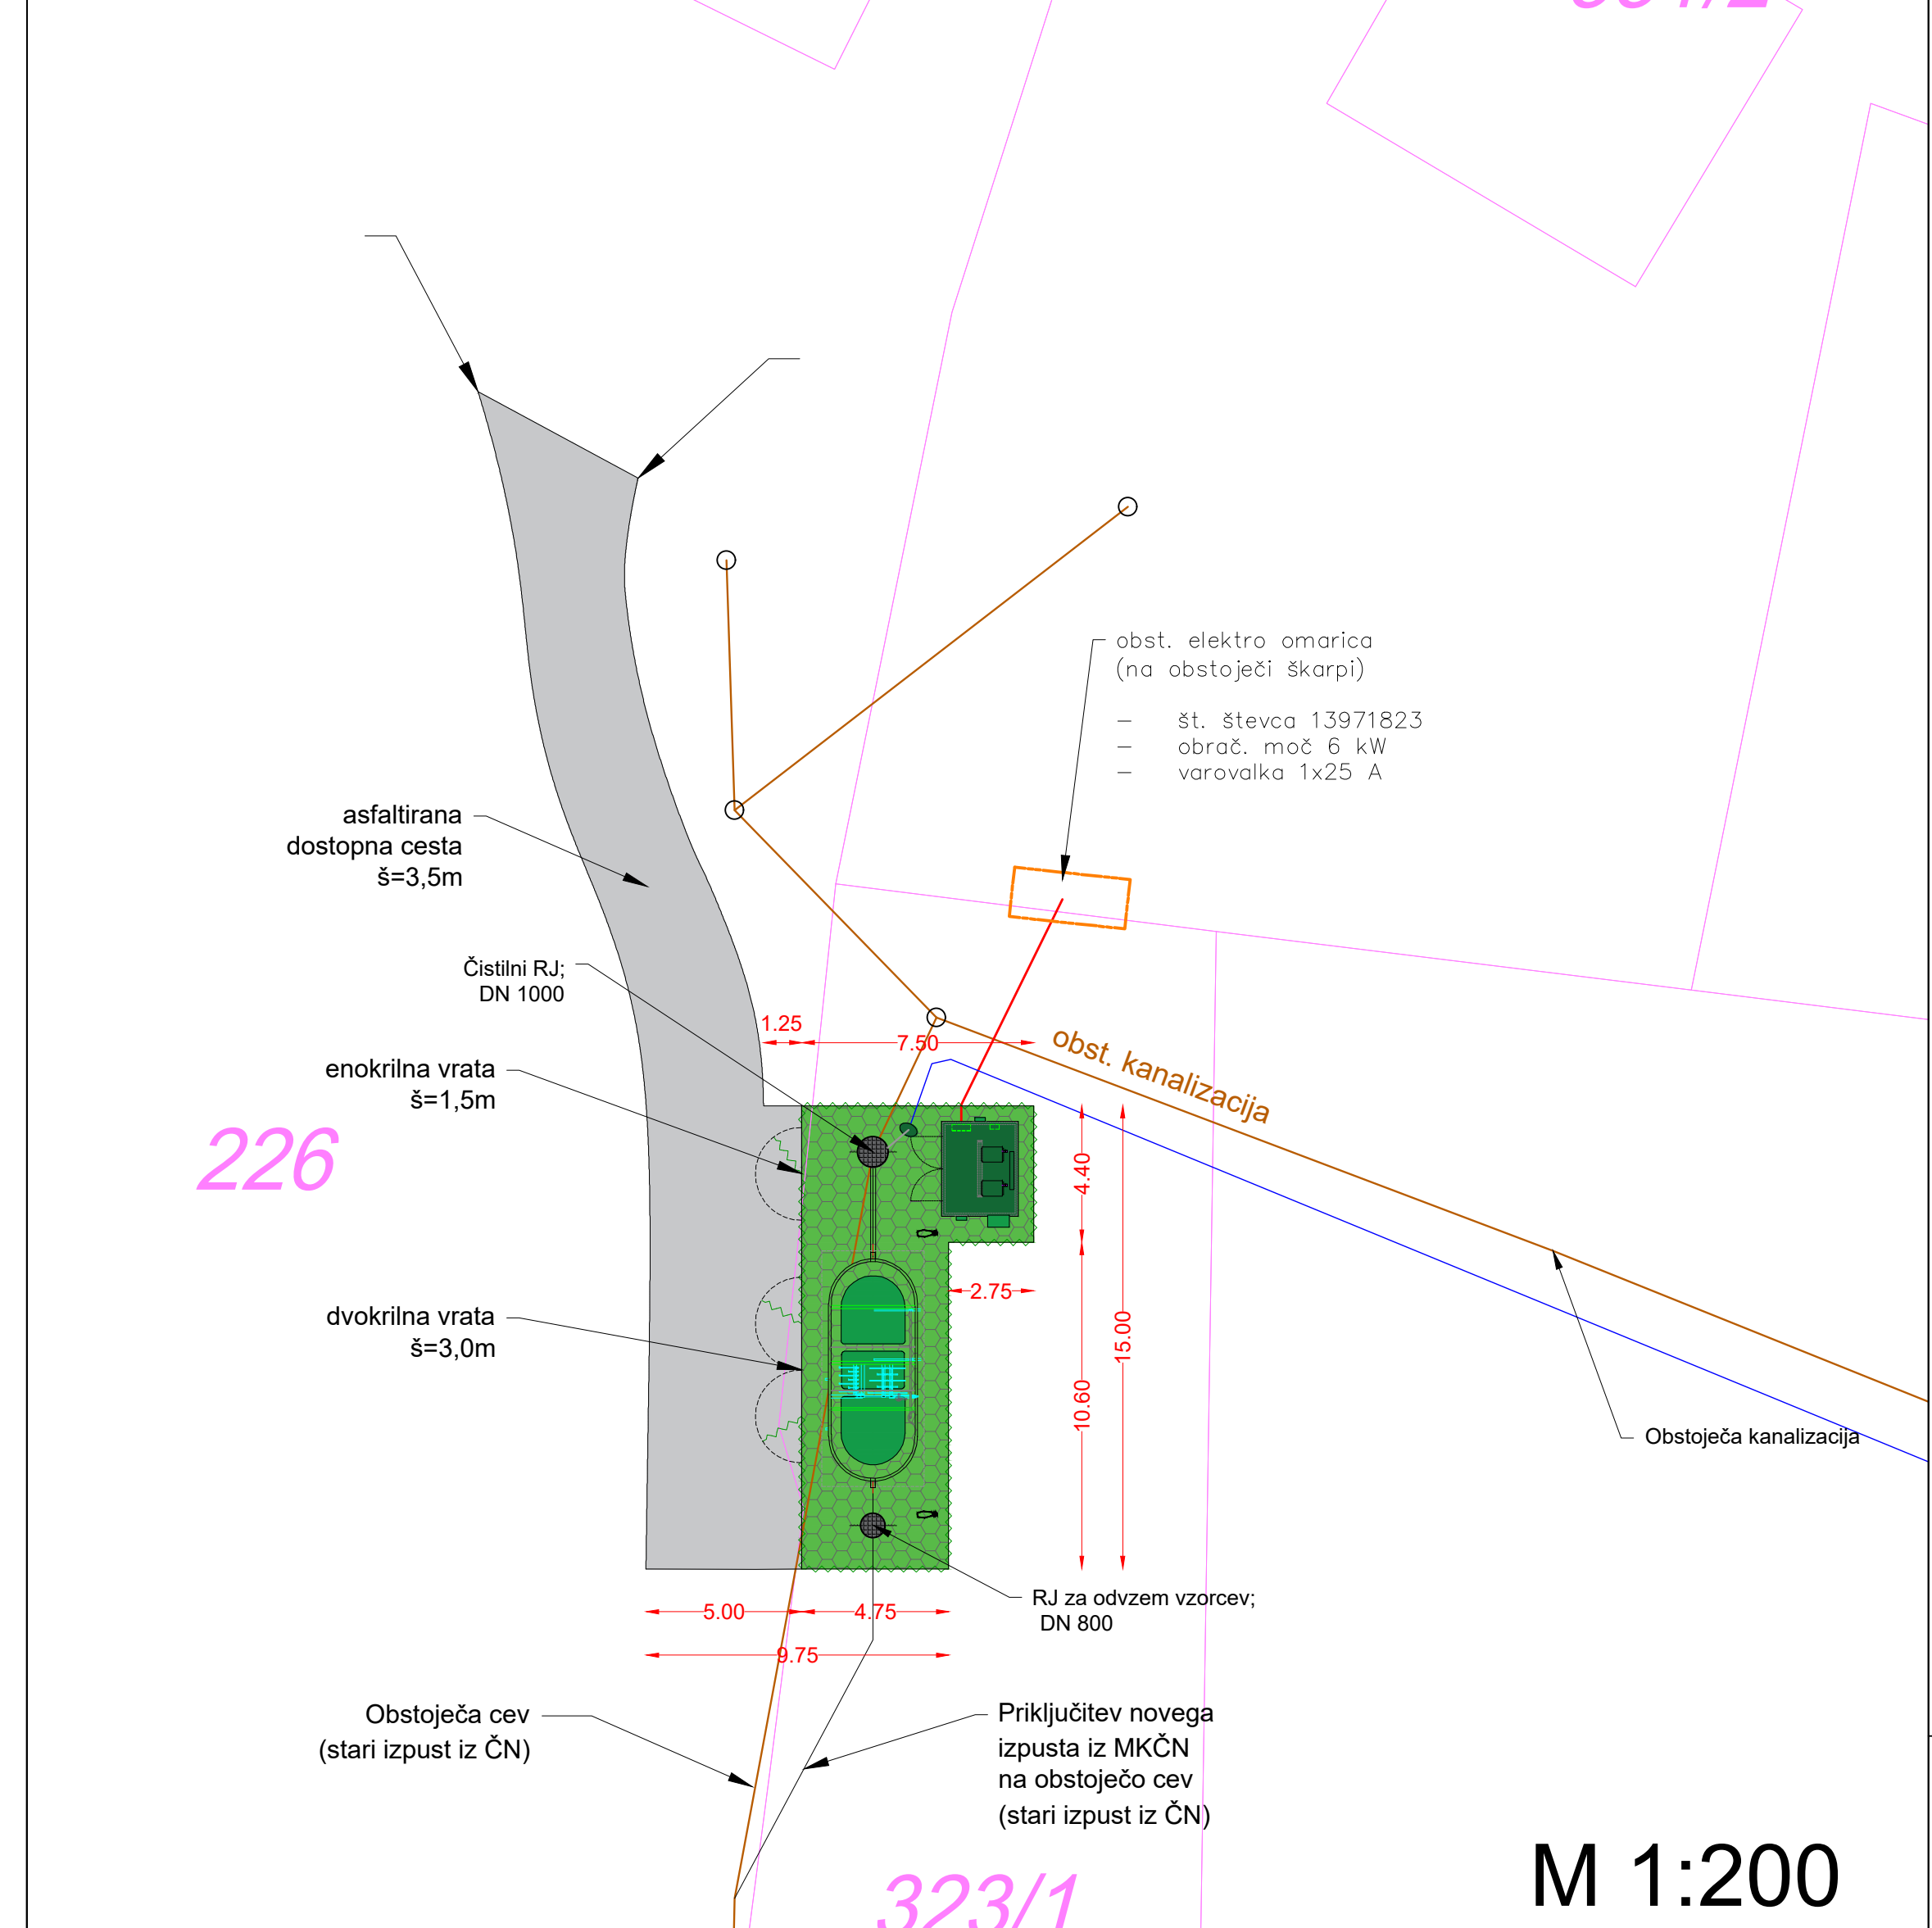 obst. elektro omarica
(na obstoječi škarpi)
– št. števca 13971823
– obrač. moč 6 kW
– varovalka 1x25 A
asfaltirana
dostopna cesta
š=3,5m
Čistilni RJ;
DN 1000
1.25
7.50
obst. kanalizacija
enokrilna vrata
š=1,5m
226
4.40
2.75
15.00
10.60
dvokrilna vrata
š=3,0m
Obstoječa kanalizacija
RJ za odvzem vzorcev;
DN 800
5.00
4.75
9.75
Obstoječa cev
(stari izpust iz ČN)
Priključitev novega
izpusta iz MKČN
na obstoječo cev
(stari izpust iz ČN)
M 1:200
323/1